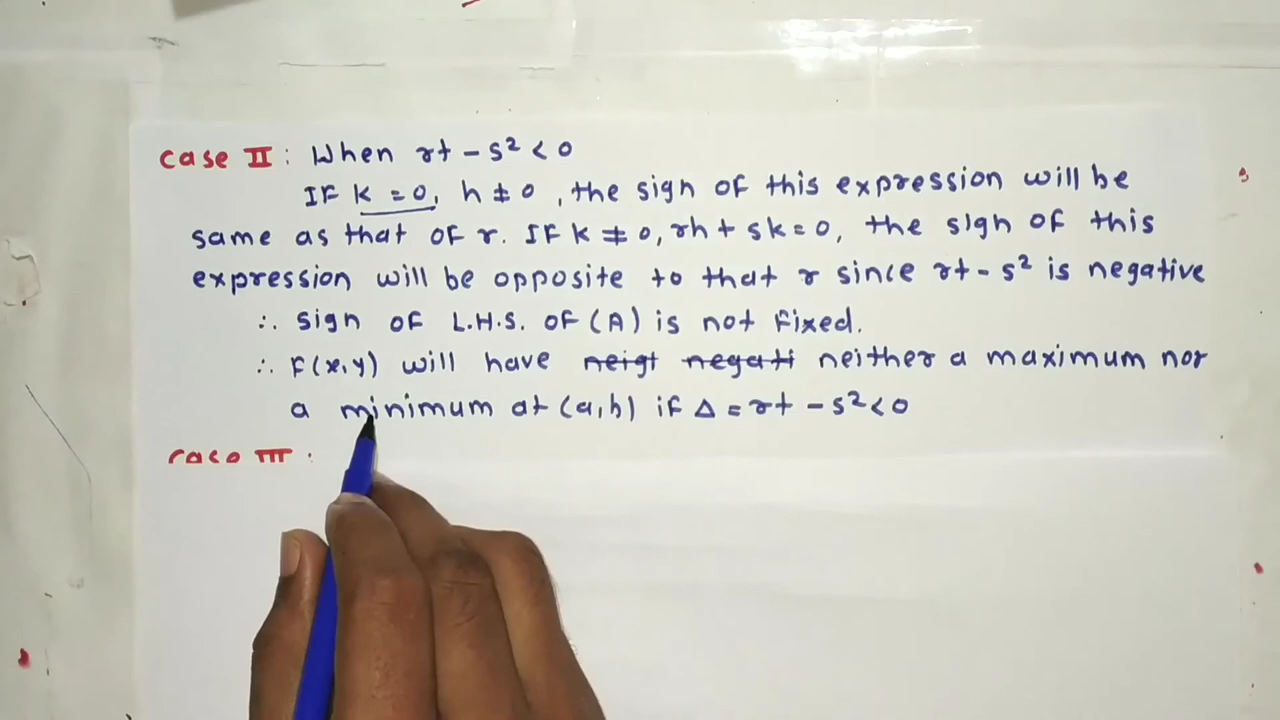 Case II : When rt - s² < 0
If k = 0, h ≠ 0, the sign of this expression will be
same as that of r. If k ≠ 0, rh + sk = 0, the sign of this
expression will be opposite to that r since rt - s² is negative
∴ sign of L.H.S. of (A) is not fixed.
∴ F(x,y) will have neigt negati neither a maximum nor
a minimum at (a,b) if Δ = rt - s² < 0
Case III :